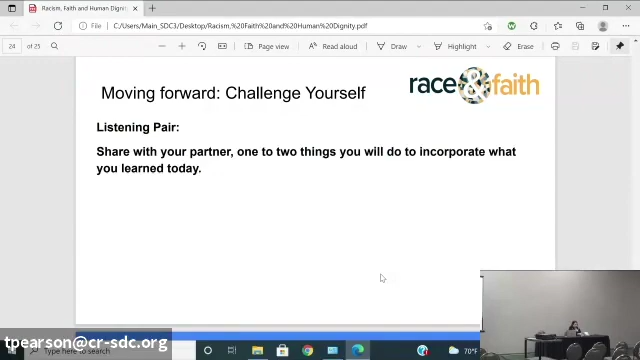 Racism, Faith and Human Dignity
File
C:/Users/Main_SDC3/Desktop/Racism,%20Faith%20and%20Human%20Dignity.pdf
24
of 25
Page view
Read aloud
Draw
Highlight
Erase
Moving forward: Challenge Yourself
race&faith
Listening Pair:
Share with your partner, one to two things you will do to incorporate what
you learned today.
tpearson@cr-sdc.org
Type here to search
70°F